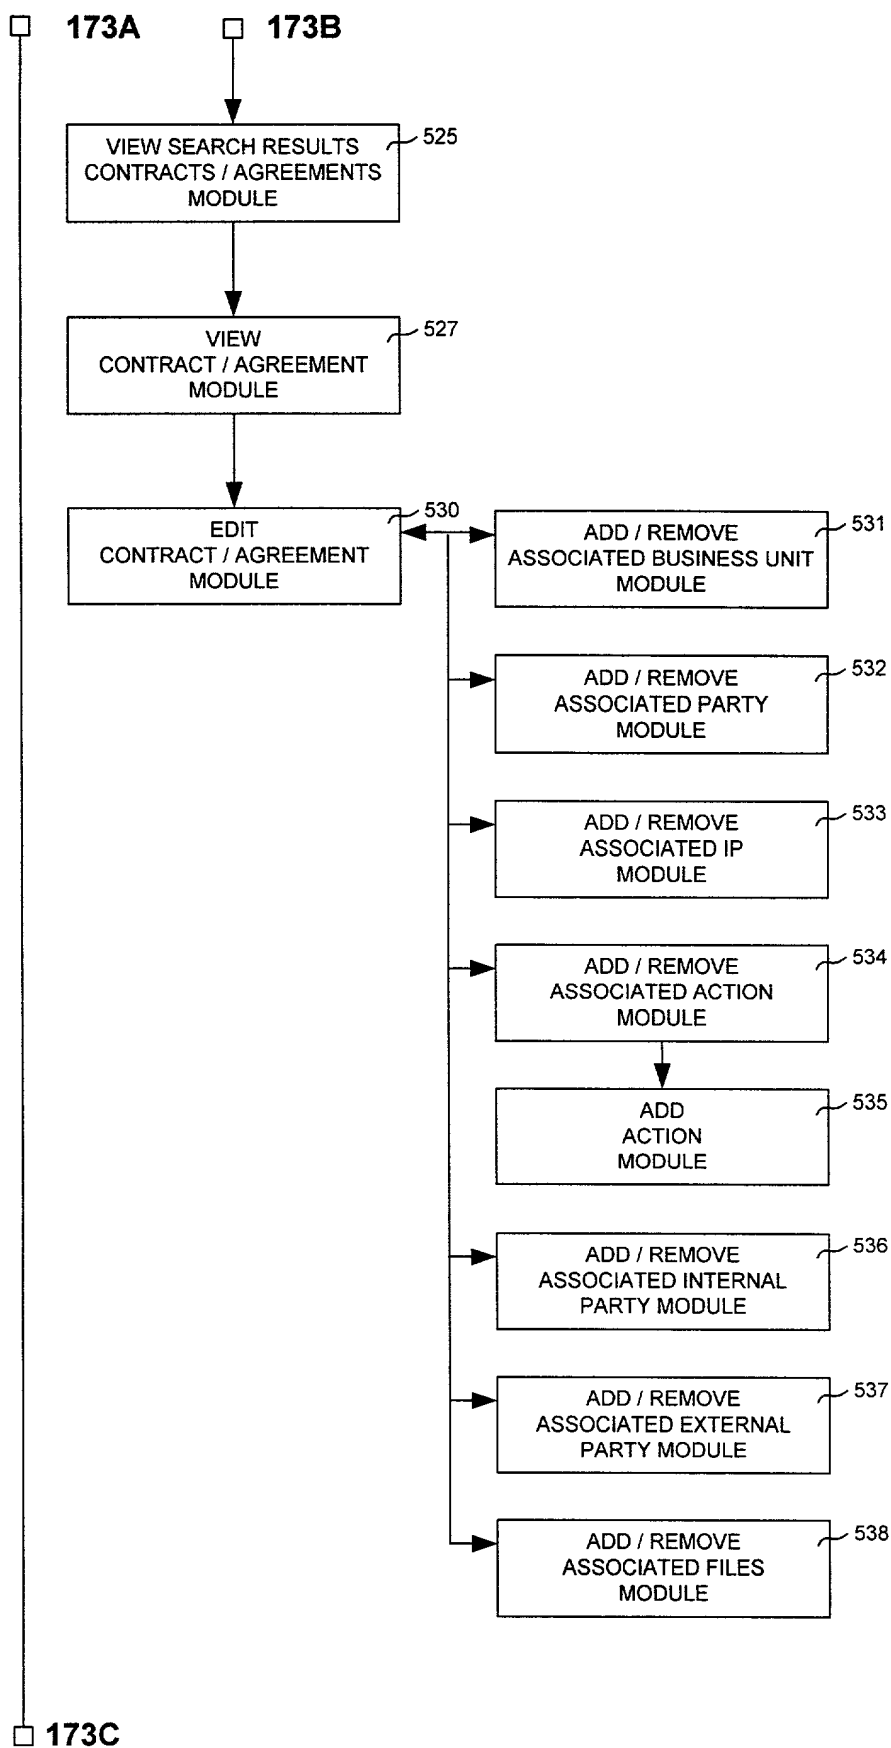 173A
173B
525
VIEW SEARCH RESULTS
CONTRACTS / AGREEMENTS
MODULE
527
VIEW
CONTRACT / AGREEMENT
MODULE
530
EDIT
CONTRACT / AGREEMENT
MODULE
531
ADD / REMOVE
ASSOCIATED BUSINESS UNIT
MODULE
532
ADD / REMOVE
ASSOCIATED PARTY
MODULE
533
ADD / REMOVE
ASSOCIATED IP
MODULE
534
ADD / REMOVE
ASSOCIATED ACTION
MODULE
535
ADD
ACTION
MODULE
536
ADD / REMOVE
ASSOCIATED INTERNAL
PARTY MODULE
537
ADD / REMOVE
ASSOCIATED EXTERNAL
PARTY MODULE
538
ADD / REMOVE
ASSOCIATED FILES
MODULE
173C